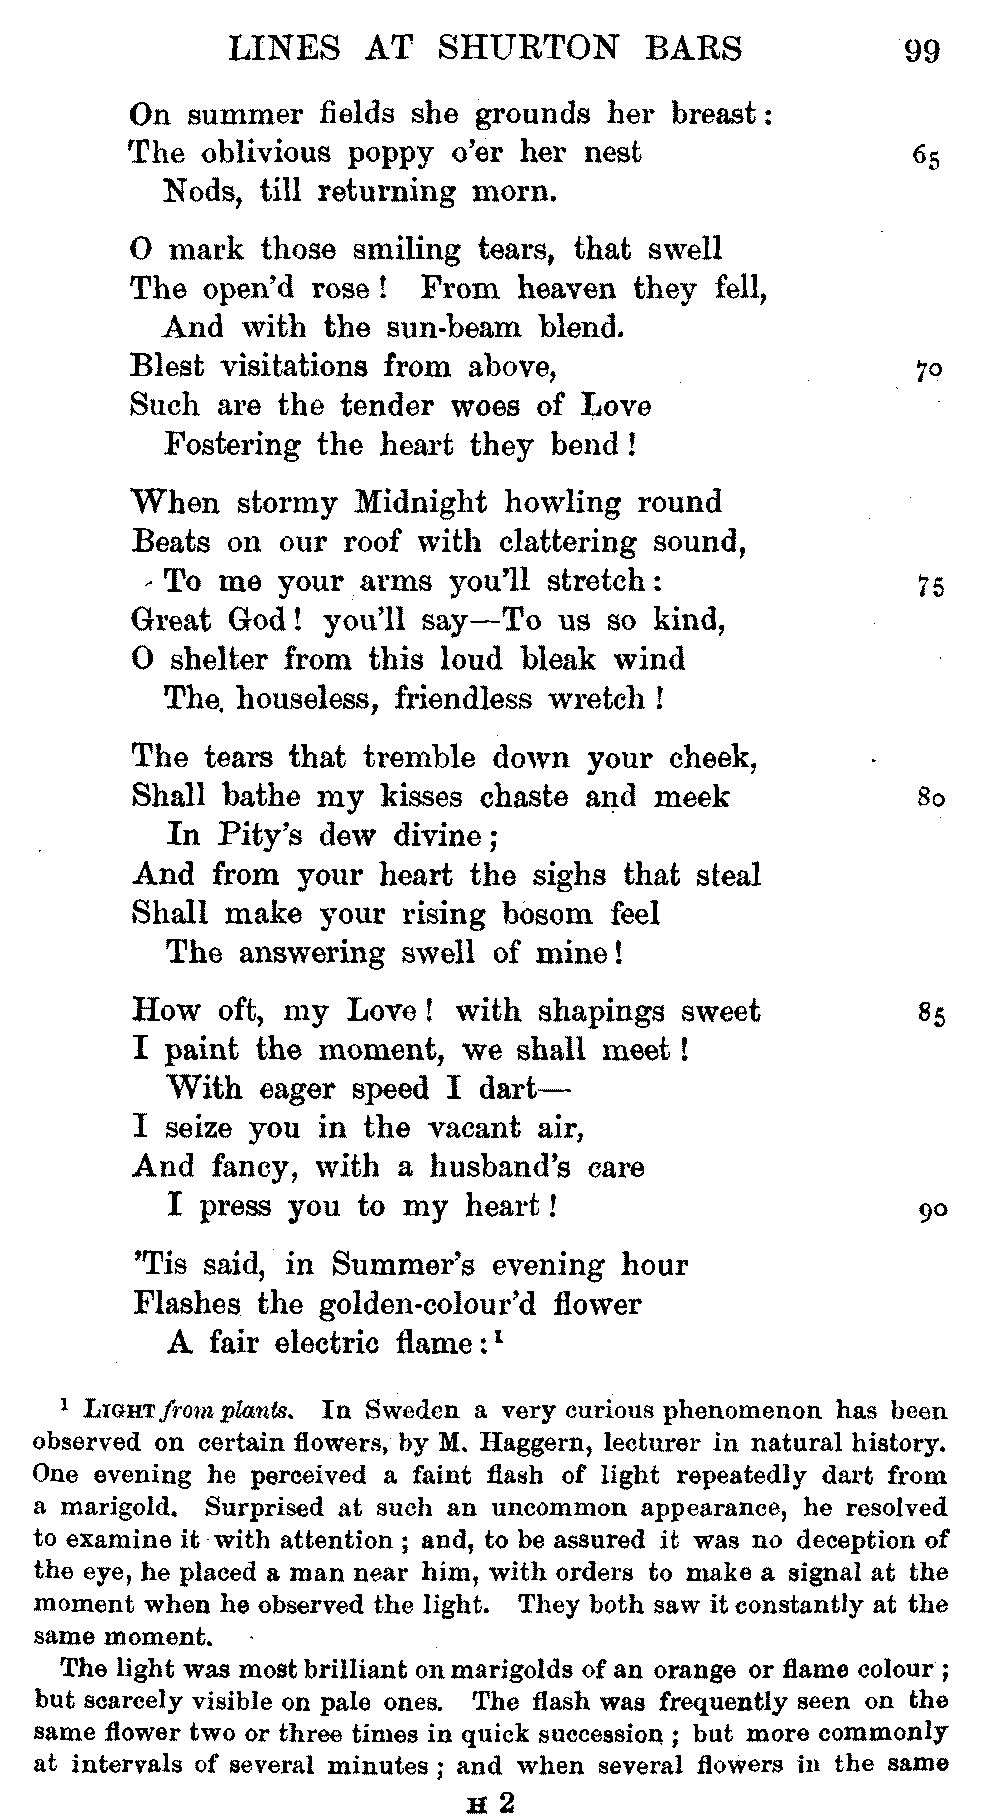 LINES AT SHURTON BARS 99
On summer fields she grounds her breast :
The oblivious poppy o'er her nest 65
Nods, till returning morn.
O mark those smiling tears, that swell
The open'd rose ! From heaven they fell,
And with the sun-beam blend.
Blest visitations from above, 70
Such are the tender woes of Love
Fostering the heart they bend !
When stormy Midnight howling round
Beats on our roof with clattering sound,
To me your arms you'll stretch : 75
Great God ! you'll say—To us so kind,
O shelter from this loud bleak wind
The houseless, friendless wretch !
The tears that tremble down your cheek,
Shall bathe my kisses chaste and meek 80
In Pity's dew divine ;
And from your heart the sighs that steal
Shall make your rising bosom feel
The answering swell of mine !
How oft, my Love ! with shapings sweet 85
I paint the moment, we shall meet !
With eager speed I dart—
I seize you in the vacant air,
And fancy, with a husband's care
I press you to my heart ! 90
'Tis said, in Summer's evening hour
Flashes the golden-colour'd flower
A fair electric flame :¹
¹ LIGHT from plants. In Sweden a very curious phenomenon has been
observed on certain flowers, by M. Haggern, lecturer in natural history.
One evening he perceived a faint flash of light repeatedly dart from
a marigold. Surprised at such an uncommon appearance, he resolved
to examine it with attention ; and, to be assured it was no deception of
the eye, he placed a man near him, with orders to make a signal at the
moment when he observed the light. They both saw it constantly at the
same moment.
The light was most brilliant on marigolds of an orange or flame colour ;
but scarcely visible on pale ones. The flash was frequently seen on the
same flower two or three times in quick succession ; but more commonly
at intervals of several minutes ; and when several flowers in the same
H 2